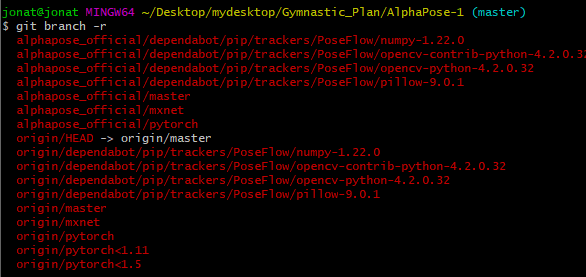 jonat@jonat MINGW64 ~/Desktop/mydesktop/Gymnastic_Plan/AlphaPose-1 (master)
$ git branch -r
  alphapose_official/dependabot/pip/trackers/PoseFlow/numpy-1.22.0
  alphapose_official/dependabot/pip/trackers/PoseFlow/opencv-contrib-python-4.2.0.32
  alphapose_official/dependabot/pip/trackers/PoseFlow/opencv-python-4.2.0.32
  alphapose_official/dependabot/pip/trackers/PoseFlow/pillow-9.0.1
  alphapose_official/master
  alphapose_official/mxnet
  alphapose_official/pytorch
  origin/HEAD -> origin/master
  origin/dependabot/pip/trackers/PoseFlow/numpy-1.22.0
  origin/dependabot/pip/trackers/PoseFlow/opencv-contrib-python-4.2.0.32
  origin/dependabot/pip/trackers/PoseFlow/opencv-python-4.2.0.32
  origin/dependabot/pip/trackers/PoseFlow/pillow-9.0.1
  origin/master
  origin/mxnet
  origin/pytorch
  origin/pytorch<1.11
  origin/pytorch<1.5